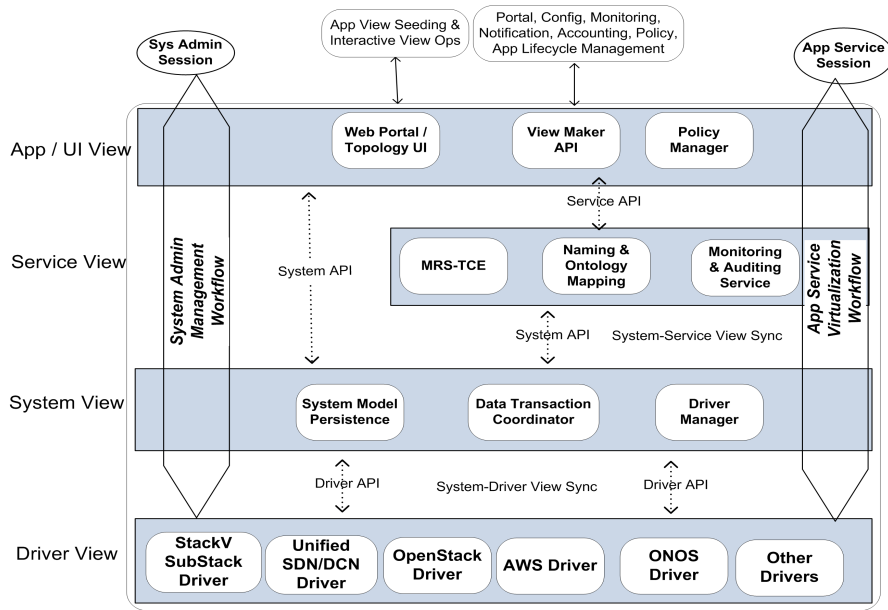 App View Seeding &
Interactive View Ops
Portal, Config, Monitoring,
Notification, Accounting, Policy,
App Lifecycle Management
Sys Admin
Session
App Service
Session
App / UI View
Web Portal /
Topology UI
View Maker
API
Policy
Manager
Service API
Service View
System Admin
Management
Workflow
System API
MRS-TCE
Naming &
Ontology
Mapping
Monitoring
& Auditing
Service
App Service
Virtualization
Workflow
System API
System-Service View Sync
System View
System Model
Persistence
Data Transaction
Coordinator
Driver
Manager
Driver API
System-Driver View Sync
Driver API
Driver View
StackV
SubStack
Driver
Unified
SDN/DCN
Driver
OpenStack
Driver
AWS Driver
ONOS
Driver
Other
Drivers